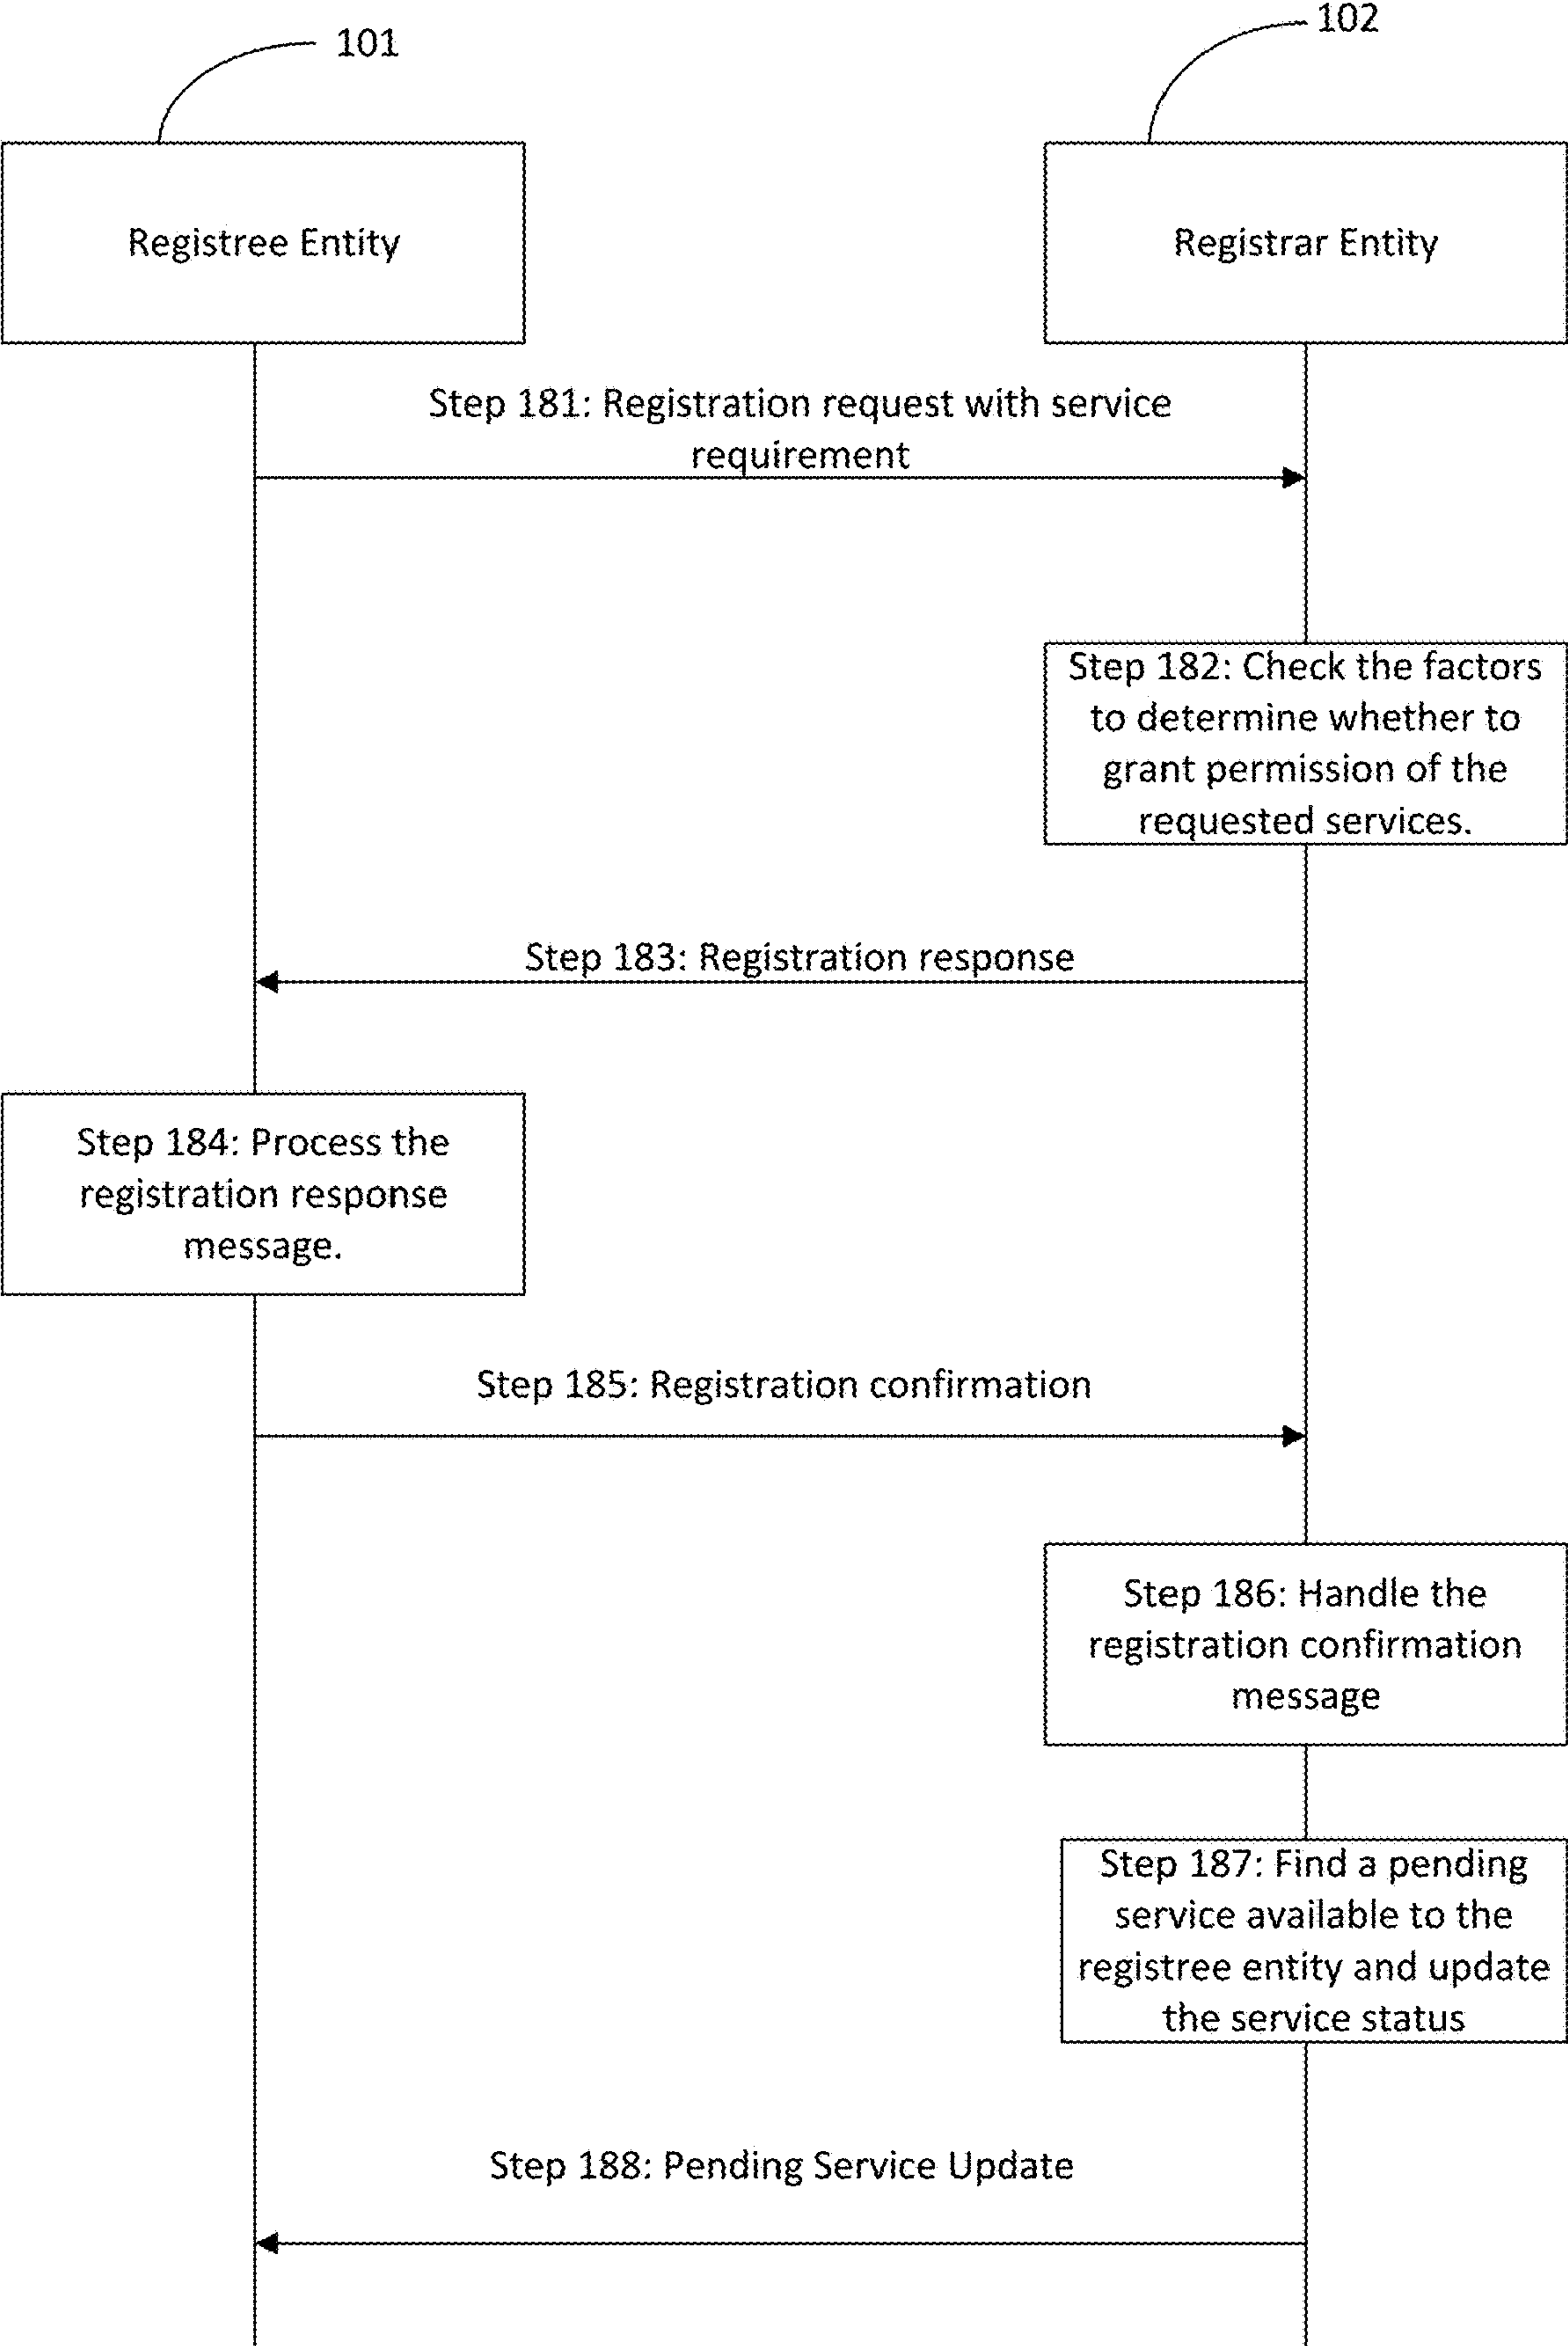 101
102
Registree Entity
Registrar Entity
Step 181: Registration request with service
requirement
Step 182: Check the factors
to determine whether to
grant permission of the
requested services.
Step 183: Registration response
Step 184: Process the
registration response
message.
Step 185: Registration confirmation
Step 186: Handle the
registration confirmation
message
Step 187: Find a pending
service available to the
registree entity and update
the service status
Step 188: Pending Service Update